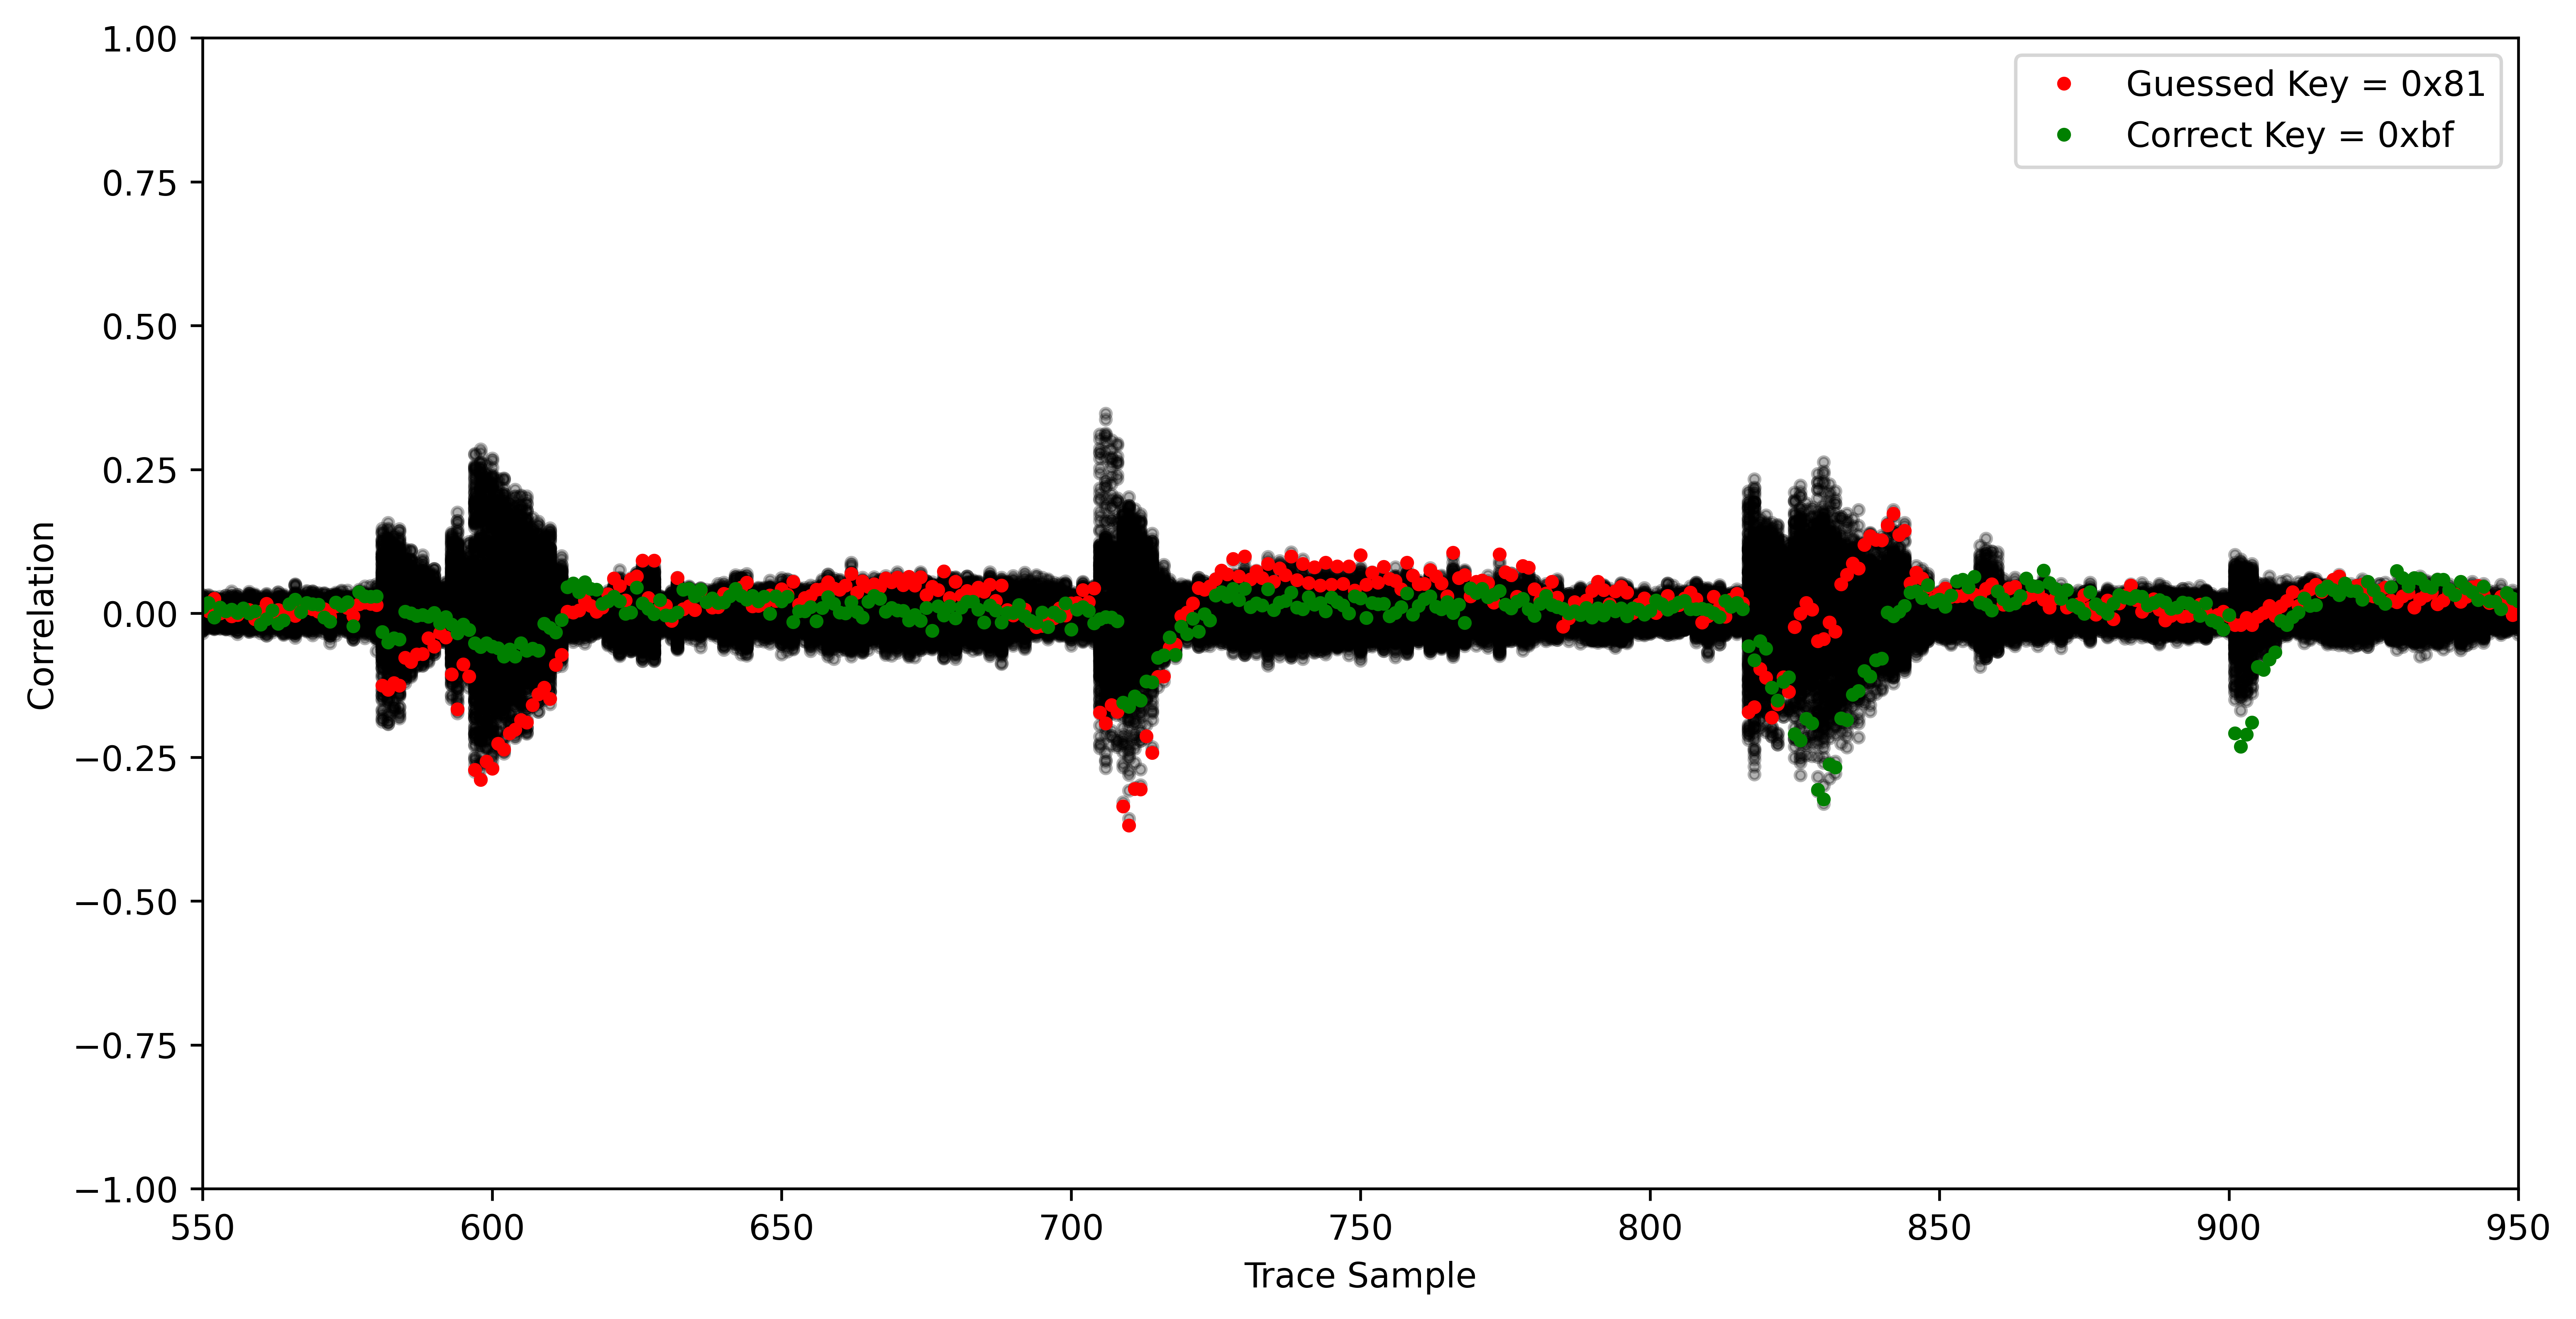 Guessed Key = 0x81
Correct Key = 0xbf
1.00
0.75
0.50
0.25
0.00
−0.25
−0.50
−0.75
−1.00
Correlation
550 600 650 700 750 800 850 900 950
Trace Sample